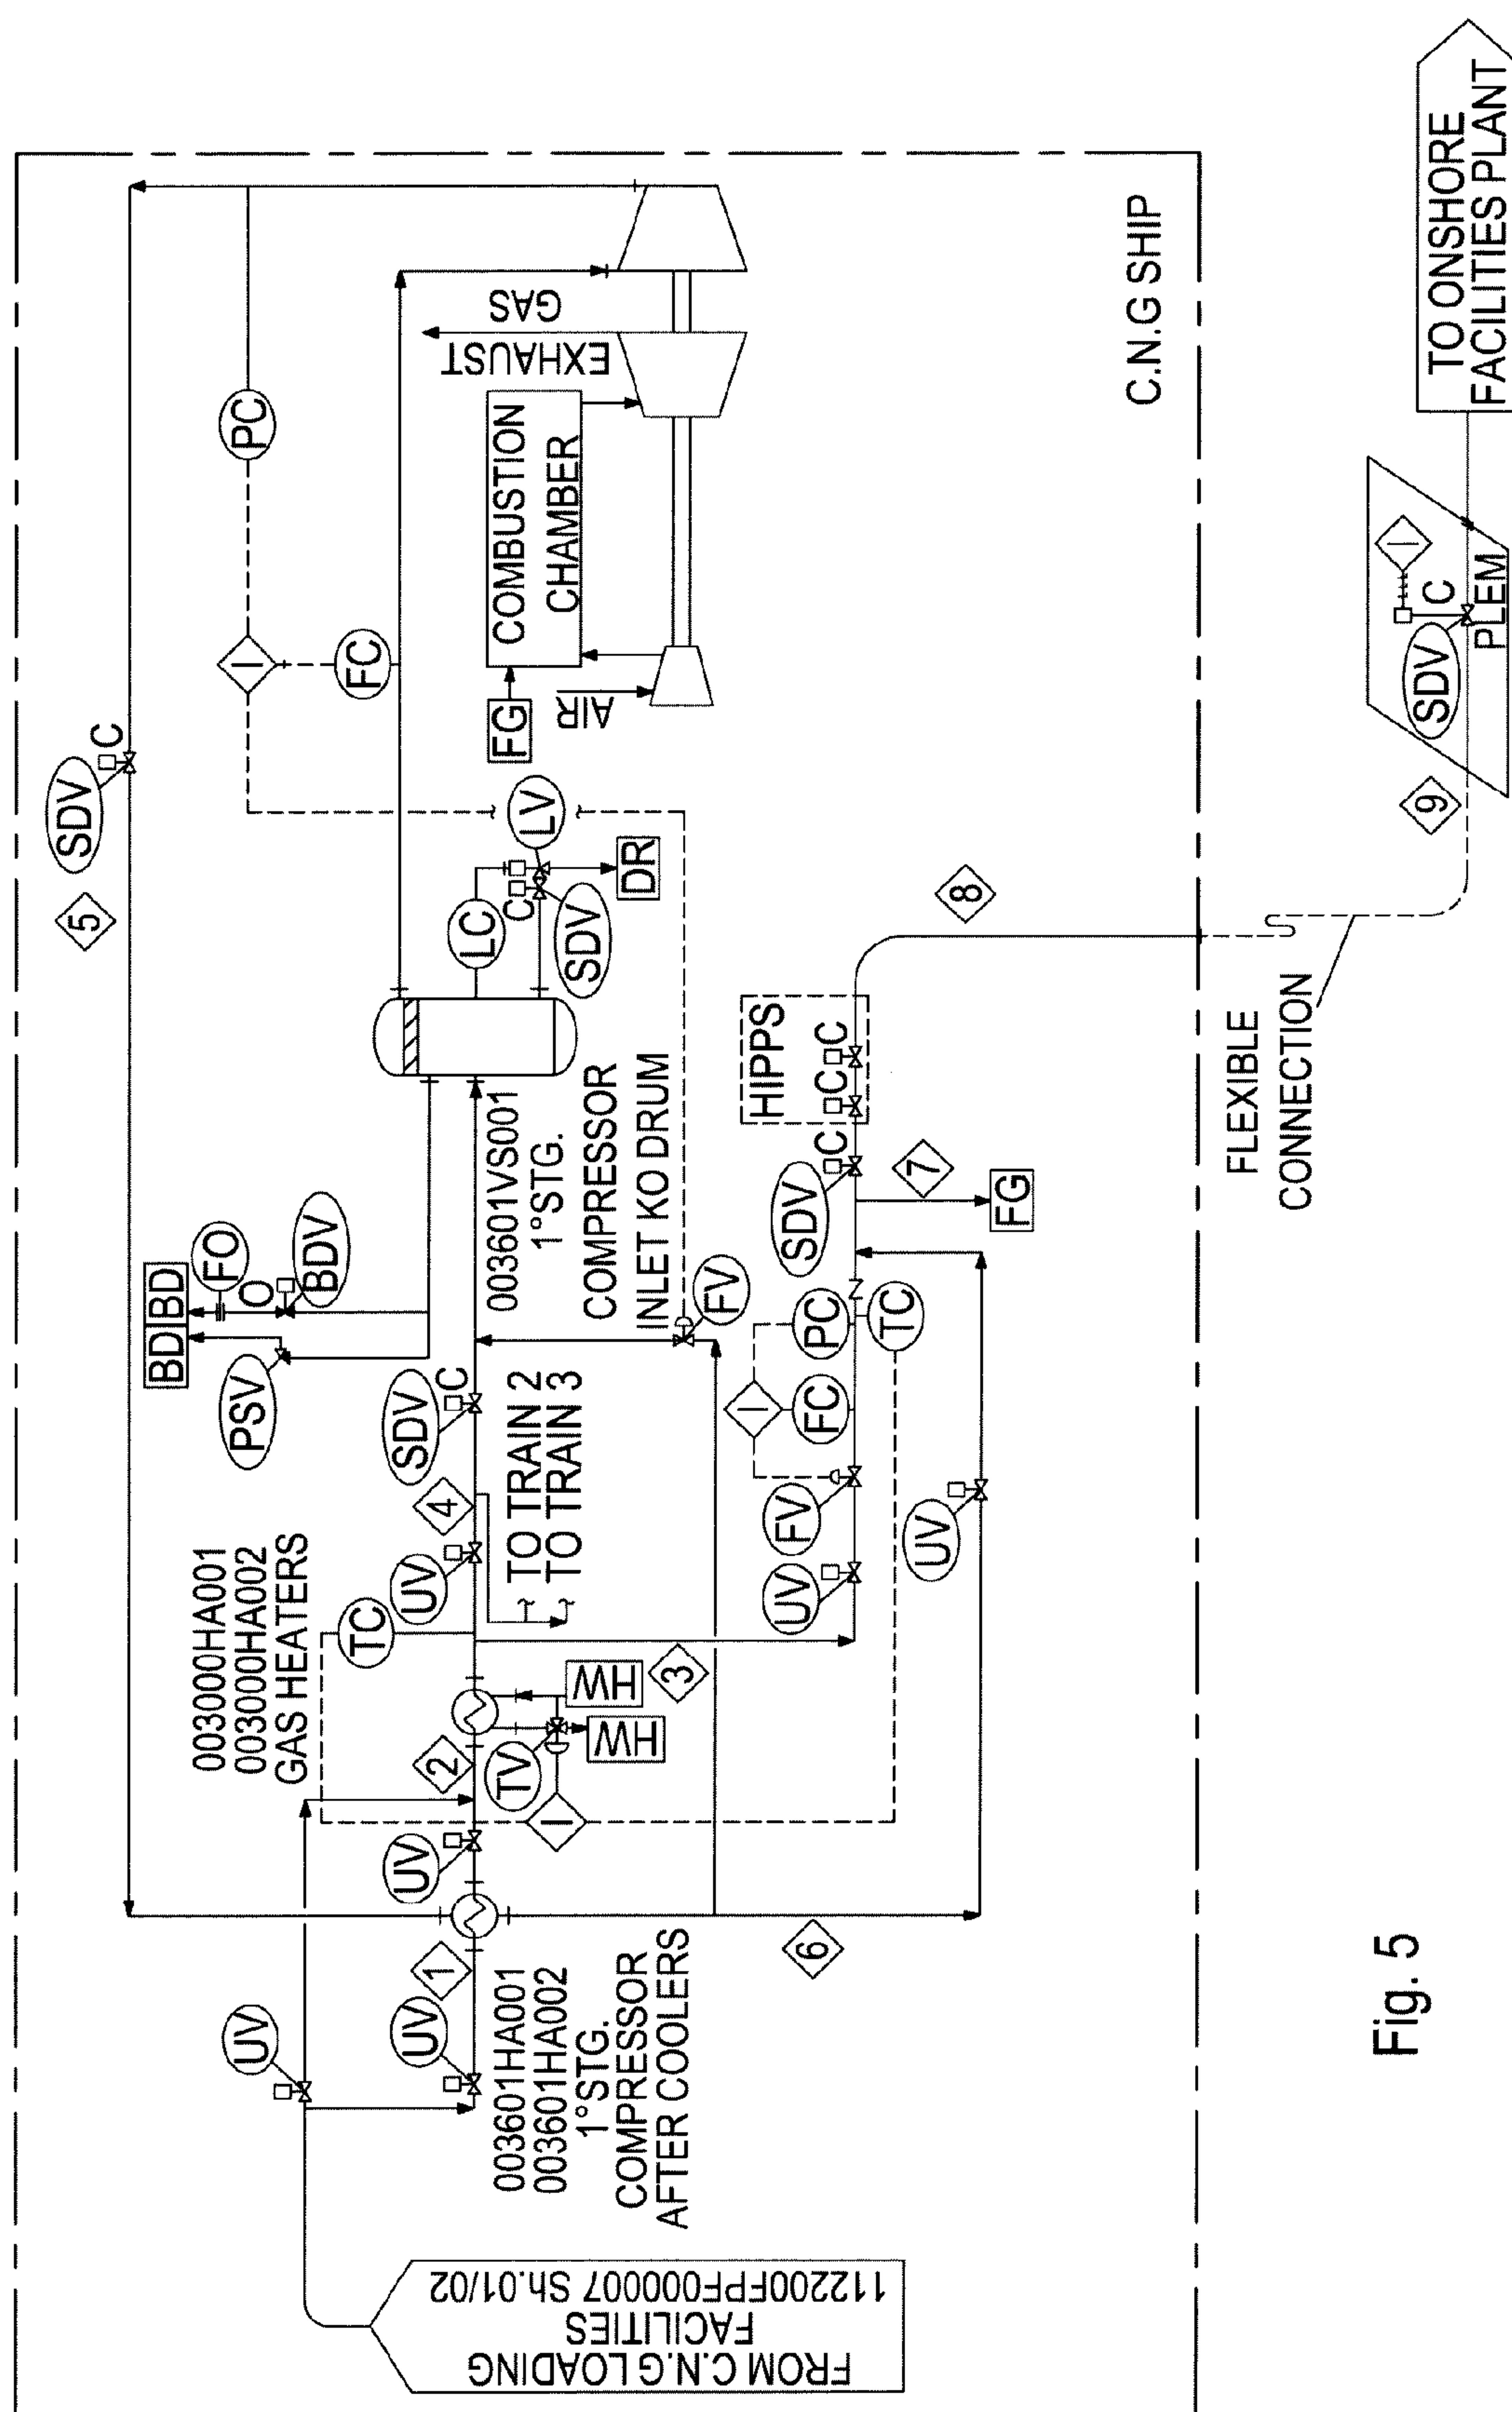 FROM C.N.G LOADING
FACILITIES
112200FPF000007 Sh.01/02
UV
UV
1
003601HA001
003601HA002
1°STG.
COMPRESSOR
AFTER COOLERS
6
UV
2
TV
HW
HW
I
003000HA001
003000HA002
GAS HEATERS
TC
3
UV
4
TO TRAIN 2
TO TRAIN 3
SDV
C
PSV
BD
BD
FO
O
BDV
003601VS001
1°STG.
COMPRESSOR
INLET KO DRUM
FV
UV
FV
I
FC
PC
TC
UV
SDV
C
7
FG
HIPPS
C
C
8
LC
C
SDV
LV
DR
5
SDV
C
I
FC
PC
FG
AIR
COMBUSTION
CHAMBER
EXHAUST
GAS
C.N.G SHIP
FLEXIBLE
CONNECTION
9
SDV
C
I
PLEM
TO ONSHORE
FACILITIES PLANT
Fig. 5